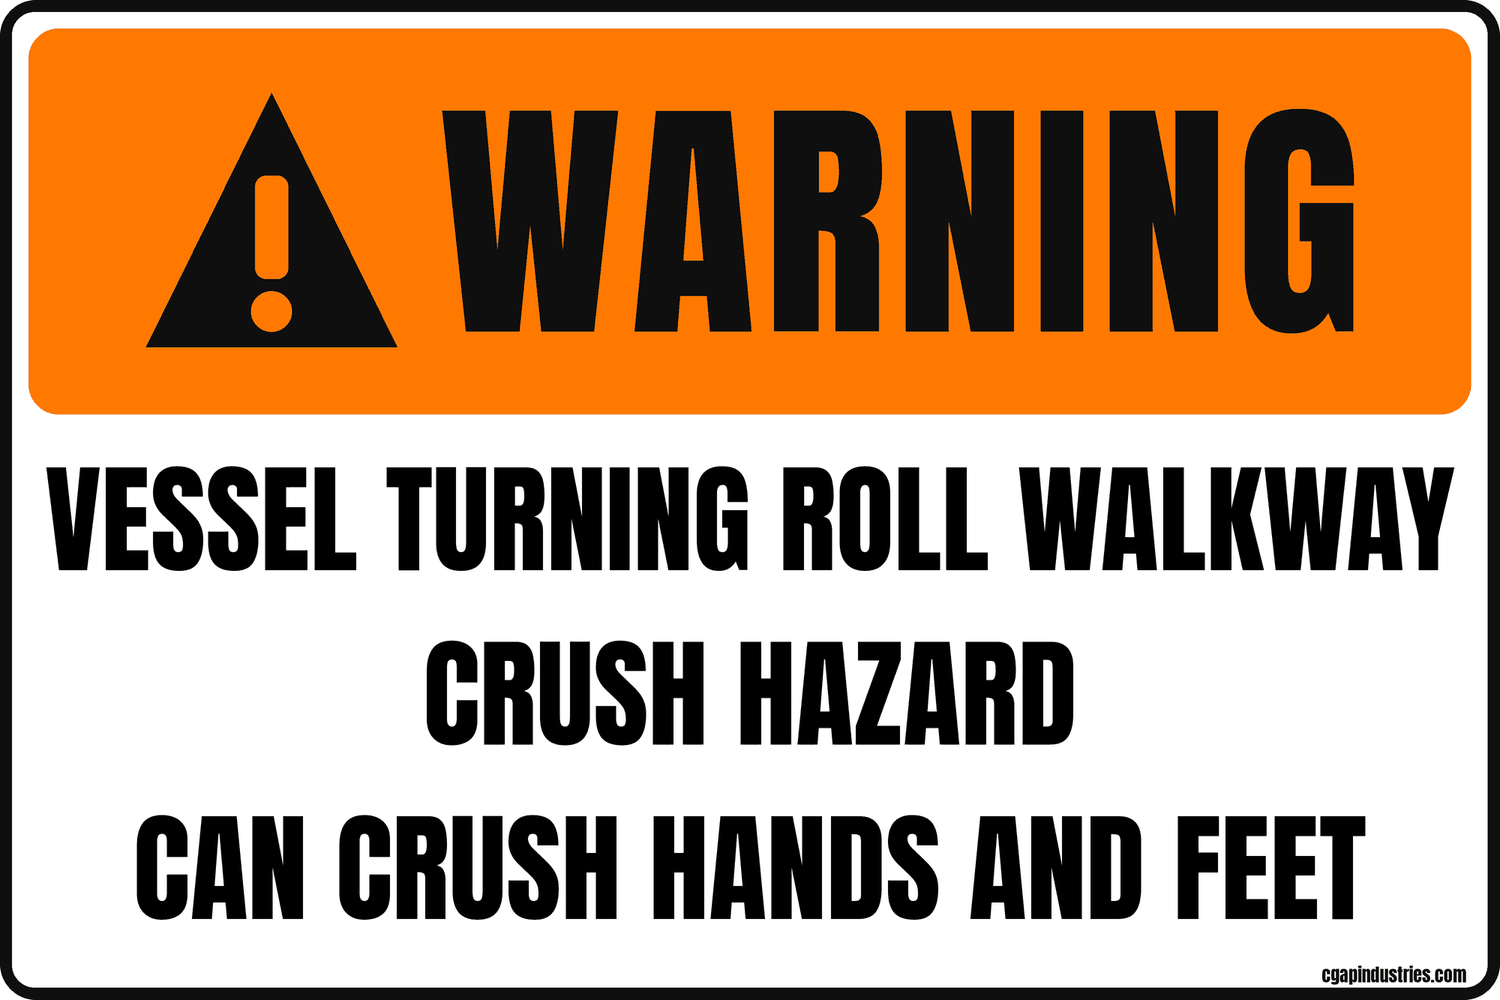 WARNING
VESSEL TURNING ROLL WALKWAY
CRUSH HAZARD
CAN CRUSH HANDS AND FEET
cgapindustries.com